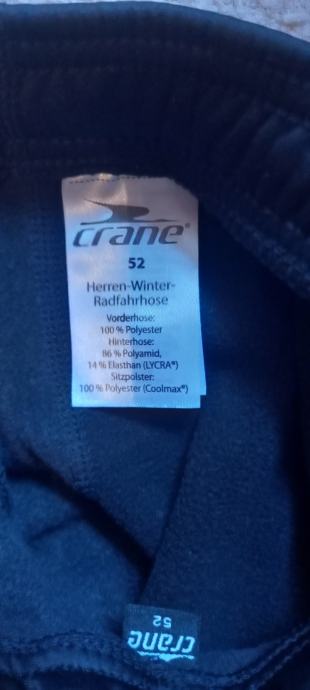 crane®
52
Herren-Winter-
Radfahrhose
Vorderhose:
100 % Polyester
Hinterhose:
86 % Polyamid,
14 % Elasthan (LYCRA®)
Sitzpolster:
100 % Polyester (Coolmax®)
crane
52